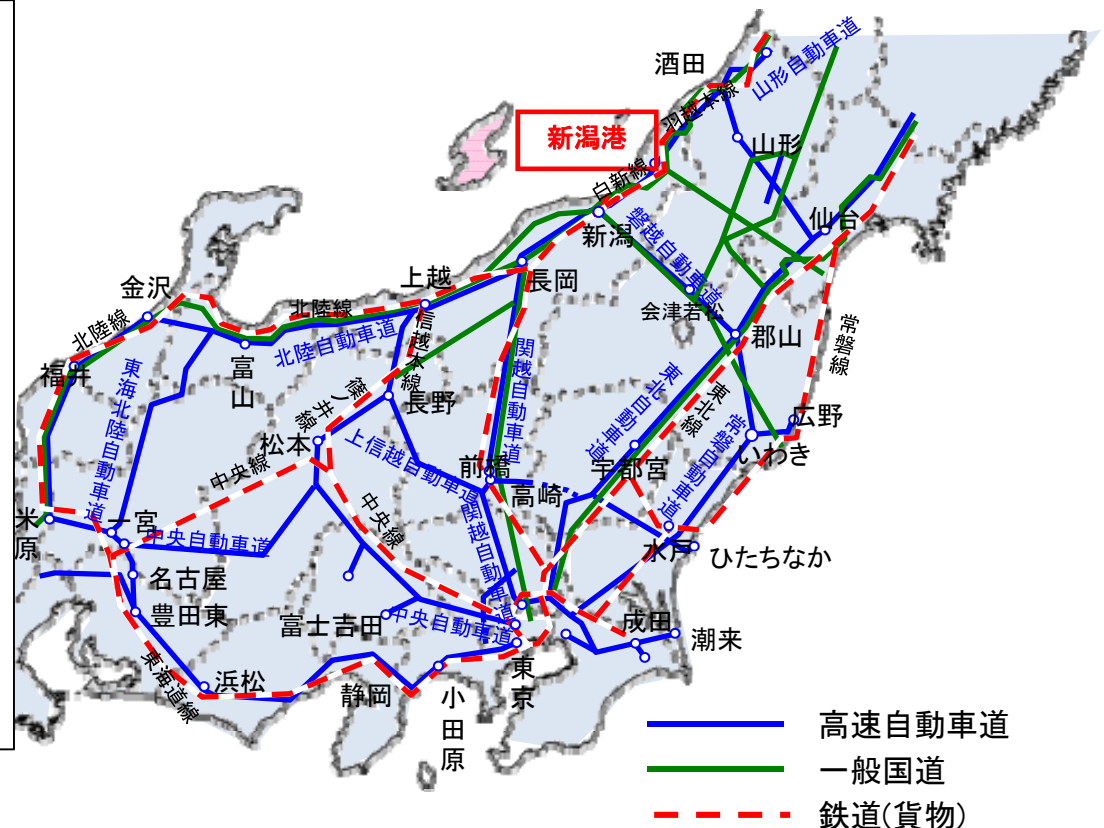 酒田
山形自動車道
羽越本線
新潟港
山形
白新線
仙台
新潟
磐越自動車道
金沢
上越
長岡
会津若松
北陸線
北陸線
北陸自動車道
信越本線
郡山
常磐線
福井
富山
東海北陸自動車道
関越自動車道
篠ノ井線
長野
東北自動車道
東北線
常磐自動車道
広野
松本
上信越自動車道
前橋
宇都宮
いわき
中央線
高崎
中央線
関越自動車道
米原
一宮
中央自動車道
水戸
ひたちなか
名古屋
豊田東
富士吉田
中央自動車道
成田
潮来
東海道線
浜松
静岡
小田原
東京
高速自動車道
一般国道
鉄道(貨物)